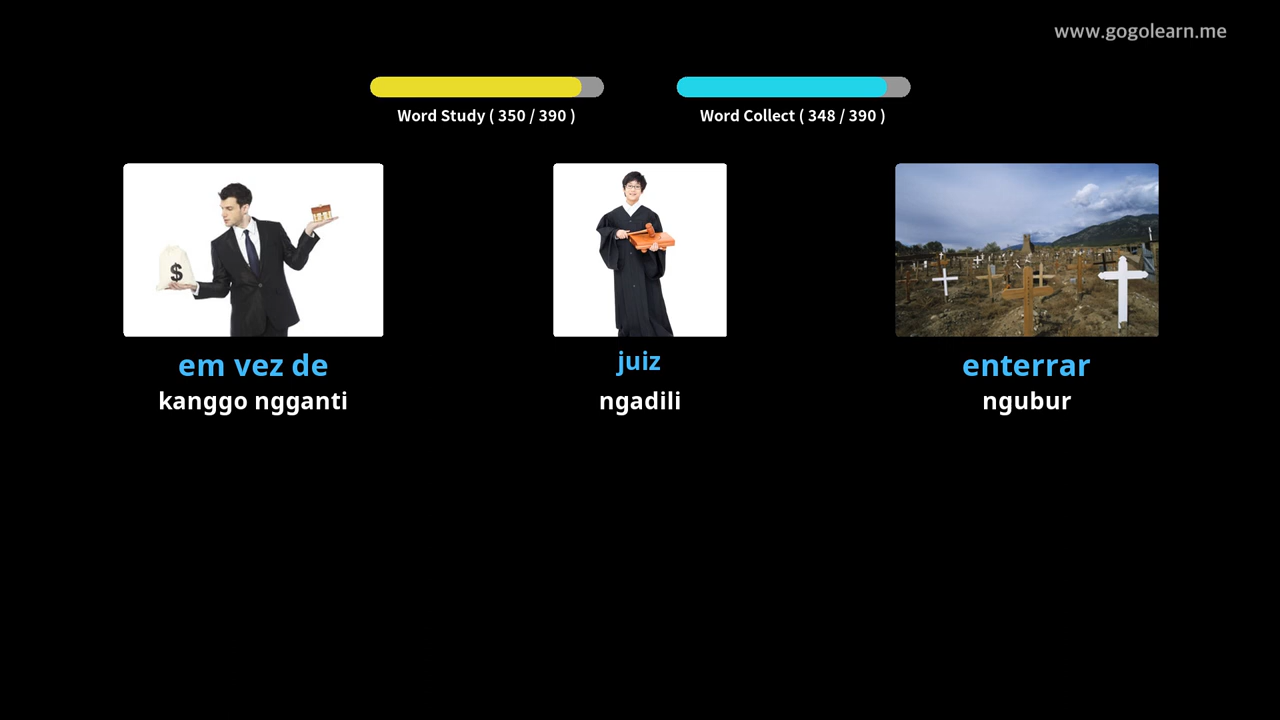 www.gogolearn.me
Word Study ( 350 / 390 )
Word Collect ( 348 / 390 )
$
em vez de
juiz
enterrar
kanggo ngganti
ngadili
ngubur